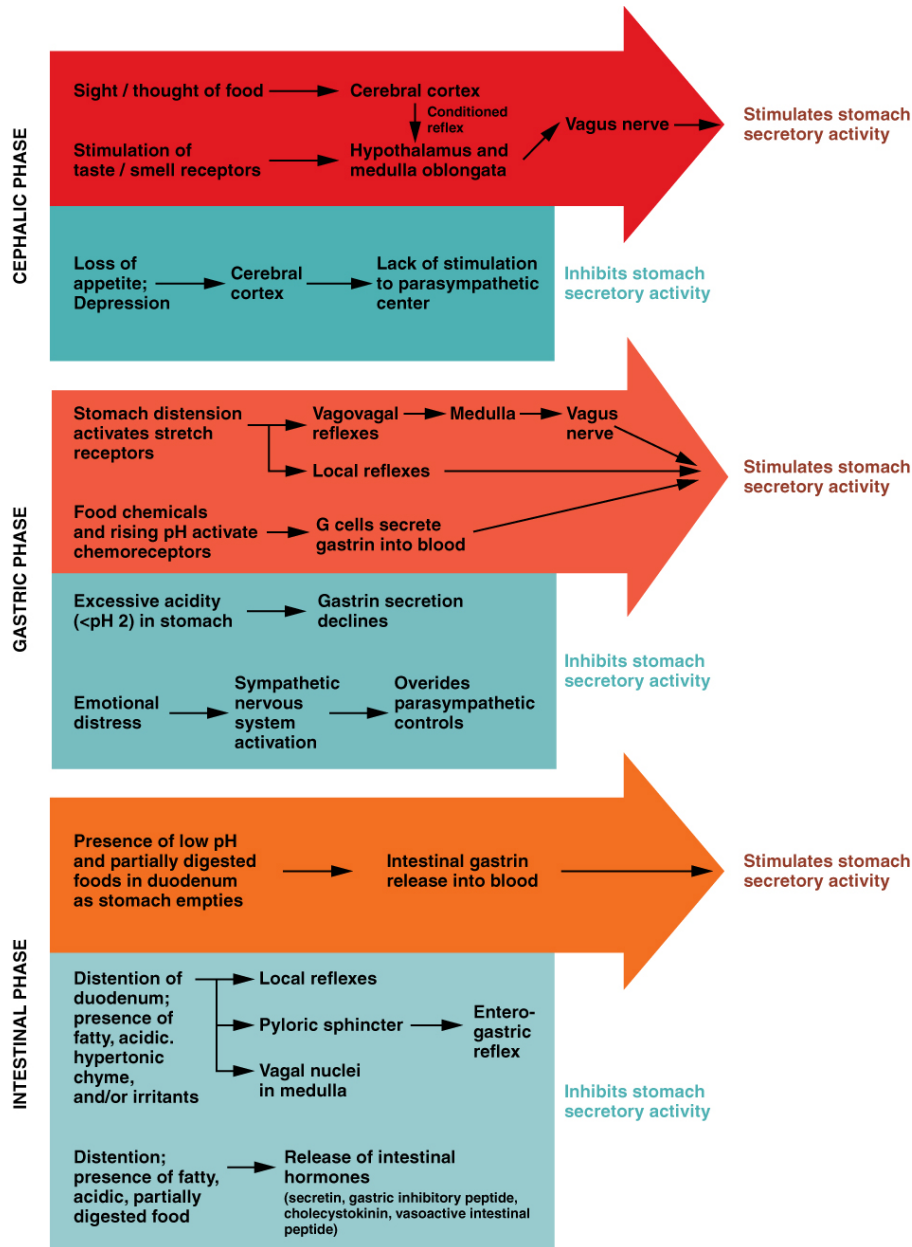 CEPHALIC PHASE
Sight / thought of food
Cerebral cortex
Conditioned
reflex
Stimulation of
taste / smell receptors
Hypothalamus and
medulla oblongata
Vagus nerve
Stimulates stomach
secretory activity
Loss of
appetite;
Depression
Cerebral
cortex
Lack of stimulation
to parasympathetic
center
Inhibits stomach
secretory activity
GASTRIC PHASE
Stomach distension
activates stretch
receptors
Vagovagal
reflexes
Medulla
Vagus
nerve
Local reflexes
Food chemicals
and rising pH activate
chemoreceptors
G cells secrete
gastrin into blood
Stimulates stomach
secretory activity
Excessive acidity
(<pH 2) in stomach
Gastrin secretion
declines
Emotional
distress
Sympathetic
nervous
system
activation
Overides
parasympathetic
controls
Inhibits stomach
secretory activity
INTESTINAL PHASE
Presence of low pH
and partially digested
foods in duodenum
as stomach empties
Intestinal gastrin
release into blood
Stimulates stomach
secretory activity
Distention of
duodenum;
presence of
fatty, acidic.
hypertonic
chyme,
and/or irritants
Local reflexes
Pyloric sphincter
Vagal nuclei
in medulla
Entero-
gastric
reflex
Inhibits stomach
secretory activity
Distention;
presence of fatty,
acidic, partially
digested food
Release of intestinal
hormones
(secretin, gastric inhibitory peptide,
cholecystokinin, vasoactive intestinal
peptide)